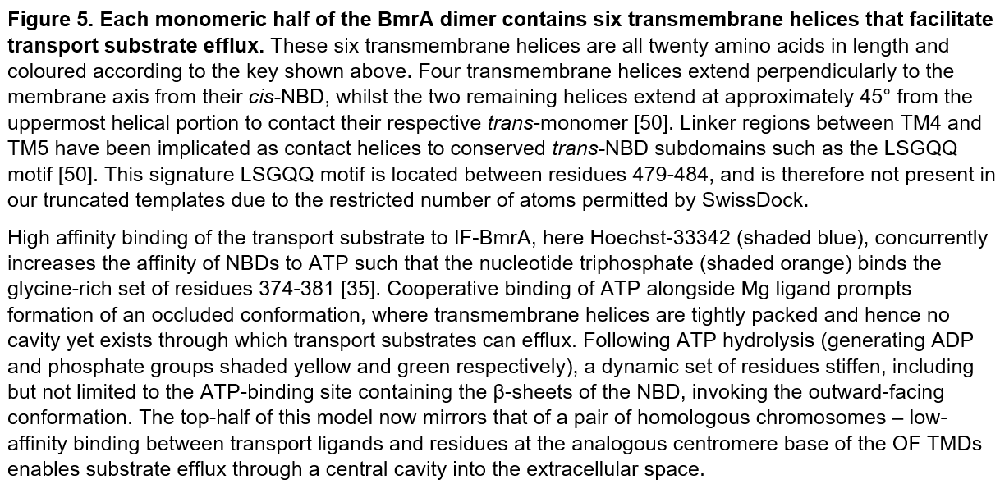 Figure 5. Each monomeric half of the BmrA dimer contains six transmembrane helices that facilitate
transport substrate efflux. These six transmembrane helices are all twenty amino acids in length and
coloured according to the key shown above. Four transmembrane helices extend perpendicularly to the
membrane axis from their cis-NBD, whilst the two remaining helices extend at approximately 45° from the
uppermost helical portion to contact their respective trans-monomer [50]. Linker regions between TM4 and
TM5 have been implicated as contact helices to conserved trans-NBD subdomains such as the LSGQQ
motif [50]. This signature LSGQQ motif is located between residues 479-484, and is therefore not present in
our truncated templates due to the restricted number of atoms permitted by SwissDock.
High affinity binding of the transport substrate to IF-BmrA, here Hoechst-33342 (shaded blue), concurrently
increases the affinity of NBDs to ATP such that the nucleotide triphosphate (shaded orange) binds the
glycine-rich set of residues 374-381 [35]. Cooperative binding of ATP alongside Mg ligand prompts
formation of an occluded conformation, where transmembrane helices are tightly packed and hence no
cavity yet exists through which transport substrates can efflux. Following ATP hydrolysis (generating ADP
and phosphate groups shaded yellow and green respectively), a dynamic set of residues stiffen, including
but not limited to the ATP-binding site containing the β-sheets of the NBD, invoking the outward-facing
conformation. The top-half of this model now mirrors that of a pair of homologous chromosomes – low-
affinity binding between transport ligands and residues at the analogous centromere base of the OF TMDs
enables substrate efflux through a central cavity into the extracellular space.